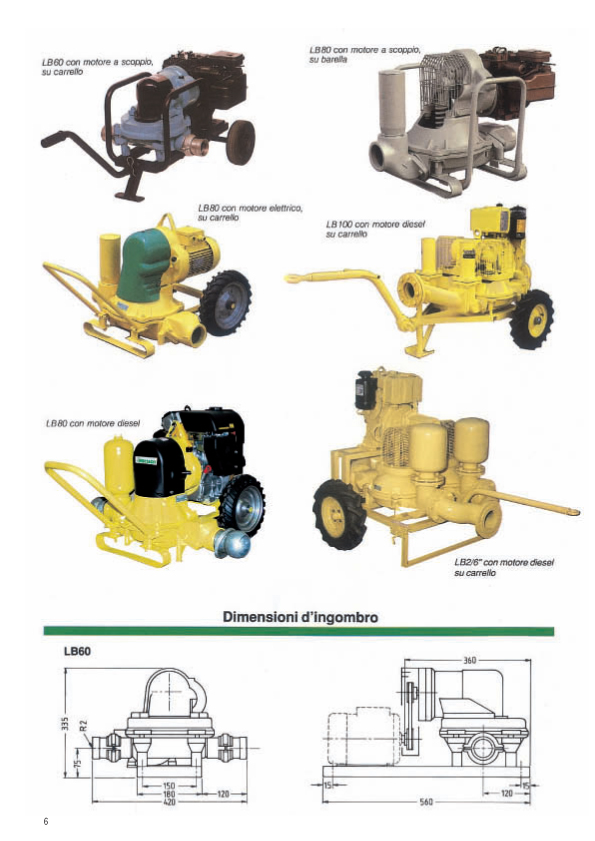 LB60 con motore a scoppio,
su carrello
LB80 con motore a scoppio,
su barella
LB80 con motore elettrico,
su carrello
LB100 con motore diesel
su carrello
LB80 con motore diesel
LB2/6" con motore diesel
su carrello
Dimensioni d'ingombro
LB60
335
R2
75
150
180
120
420
360
15
120
15
560
6